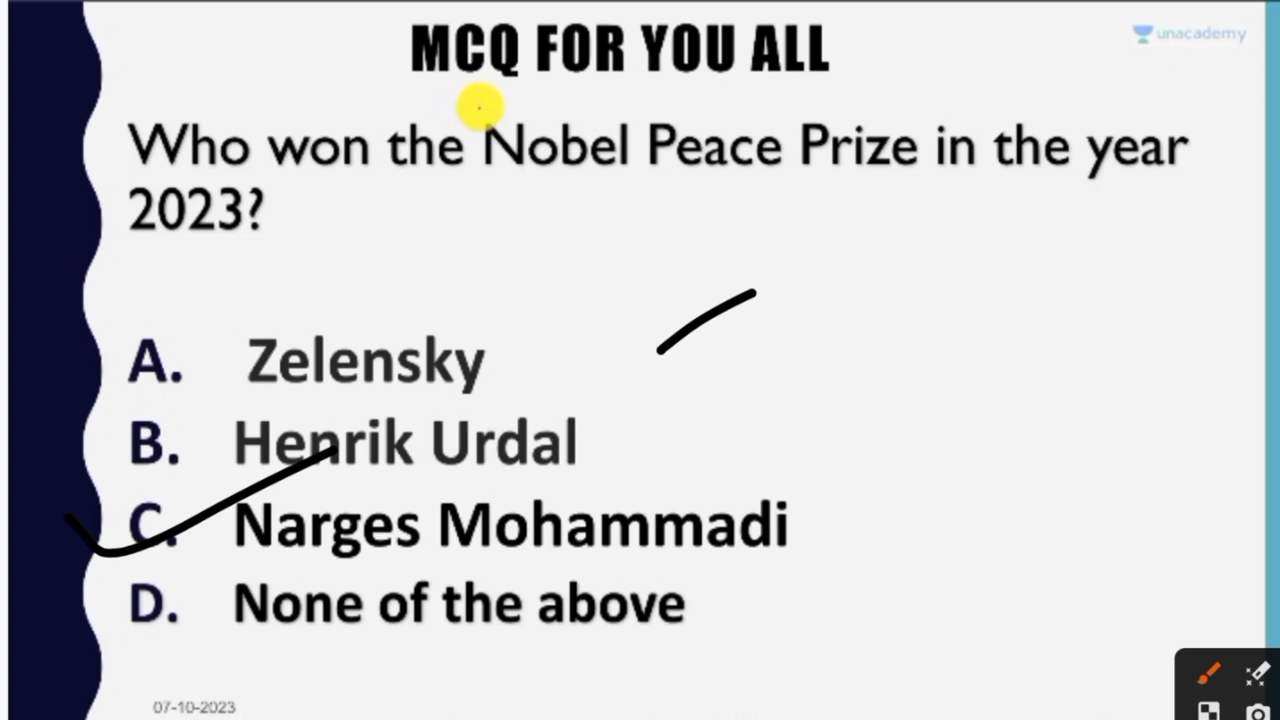 MCQ FOR YOU ALL
unacademy
Who won the Nobel Peace Prize in the year
2023?
A. Zelensky
B. Henrik Urdal
C. Narges Mohammadi
D. None of the above
07-10-2023